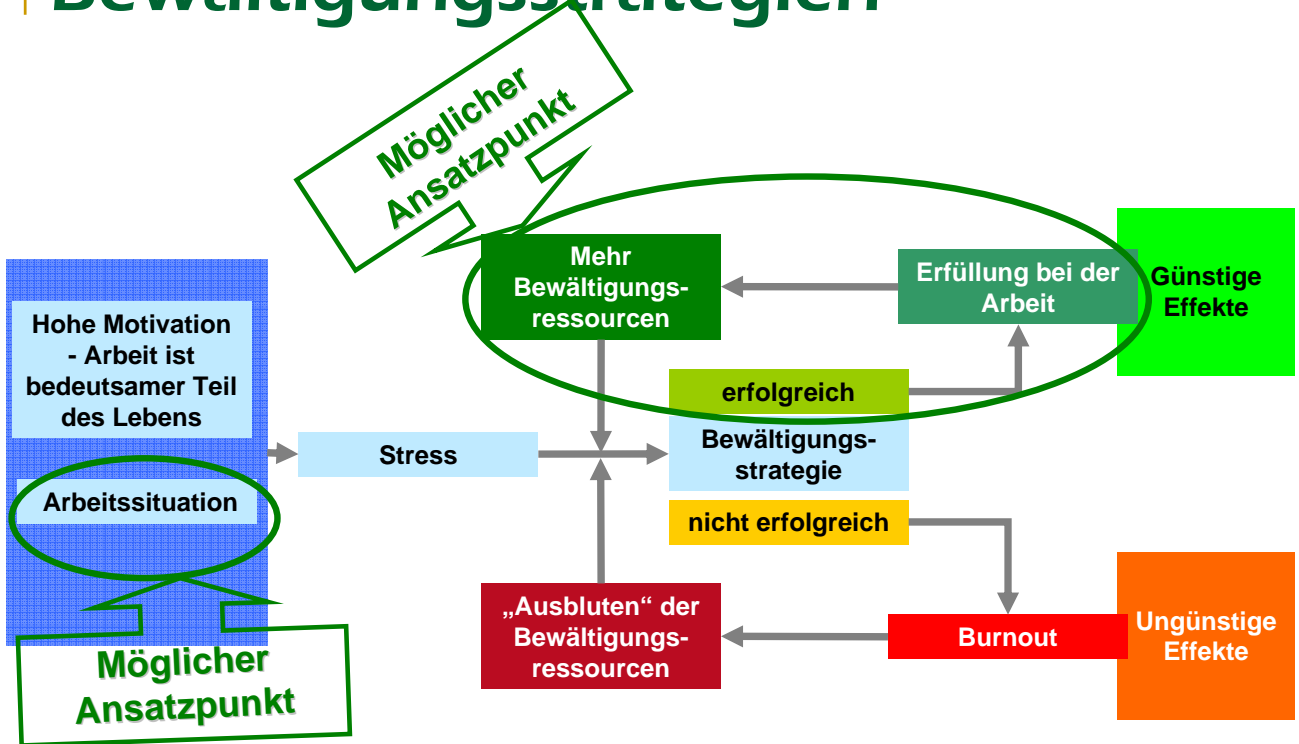 Bewältigungsstrategien
Möglicher
Ansatzpunkt
Mehr
Bewältigungs-
ressourcen
Erfüllung bei der
Arbeit
Günstige
Effekte
Hohe Motivation
- Arbeit ist
bedeutsamer Teil
des Lebens
erfolgreich
Stress
Bewältigungs-
strategie
Arbeitssituation
nicht erfolgreich
„Ausbluten“ der
Bewältigungs-
ressourcen
Burnout
Ungünstige
Effekte
Möglicher
Ansatzpunkt